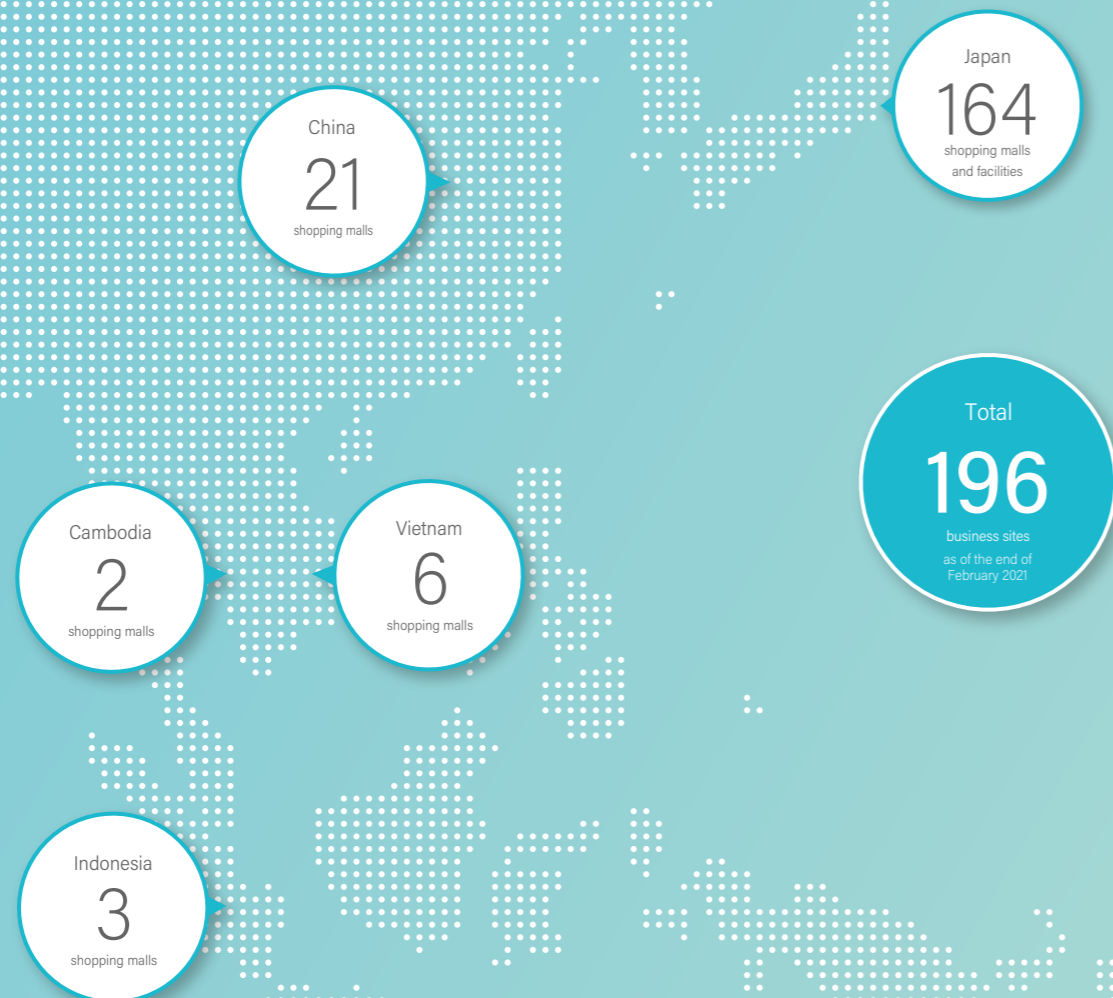 Japan
164
shopping malls
and facilities
China
21
shopping malls
Total
196
business sites
as of the end of
February 2021
Cambodia
2
shopping malls
Vietnam
6
shopping malls
Indonesia
3
shopping malls